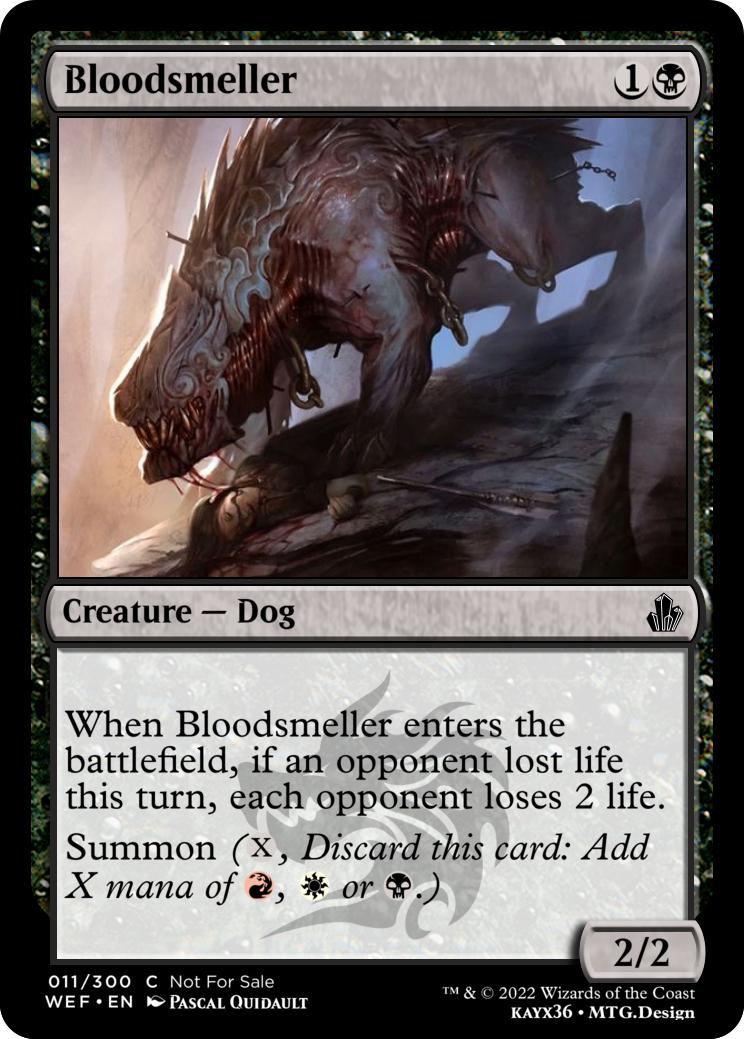 Bloodsmeller 1
Creature — Dog
When Bloodsmeller enters the
battlefield, if an opponent lost life
this turn, each opponent loses 2 life.
Summon (X, Discard this card: Add
X mana of , or .)
2/2
011/300 C Not For Sale
WEF • EN Pascal Quidault
™ & © 2022 Wizards of the Coast
KAYX36 • MTG.Design